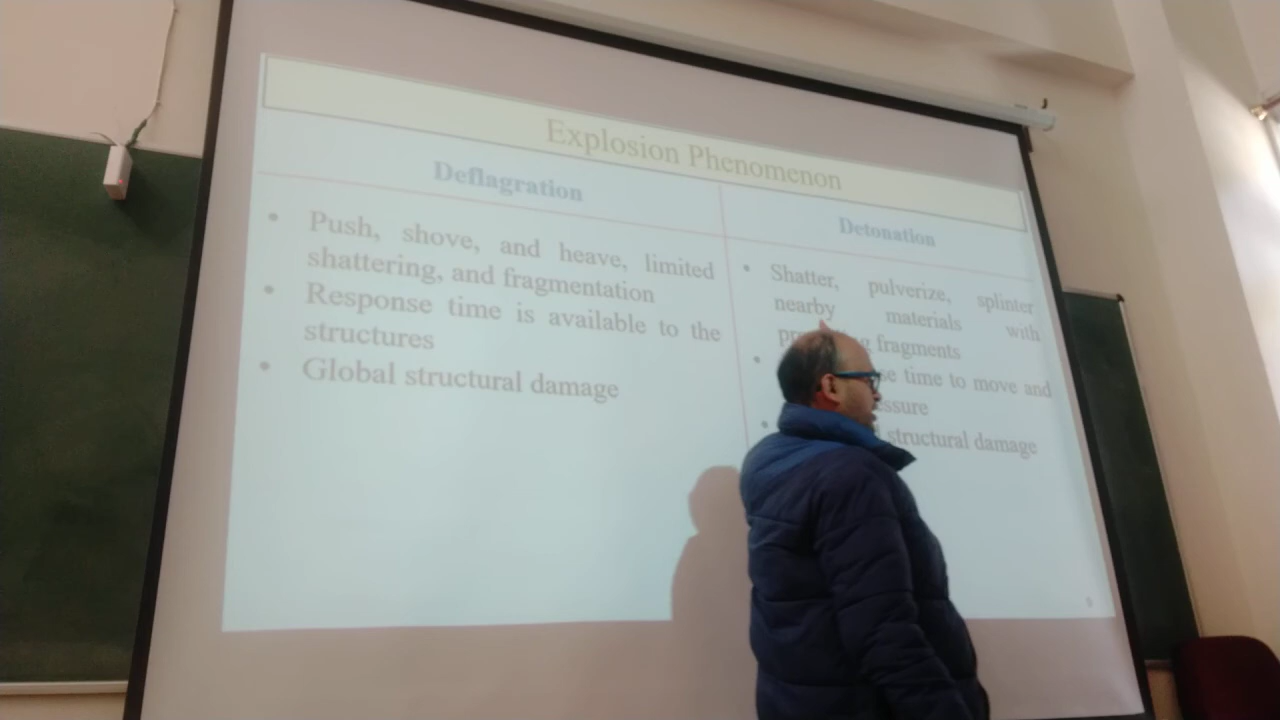 Explosion Phenomenon
Deflagration
• Push, shove, and heave, limited
shattering, and fragmentation
• Response time is available to the
structures
• Global structural damage
Detonation
• Shatter, pulverize, splinter
nearby materials with
fragments
• time to move and
• structural damage